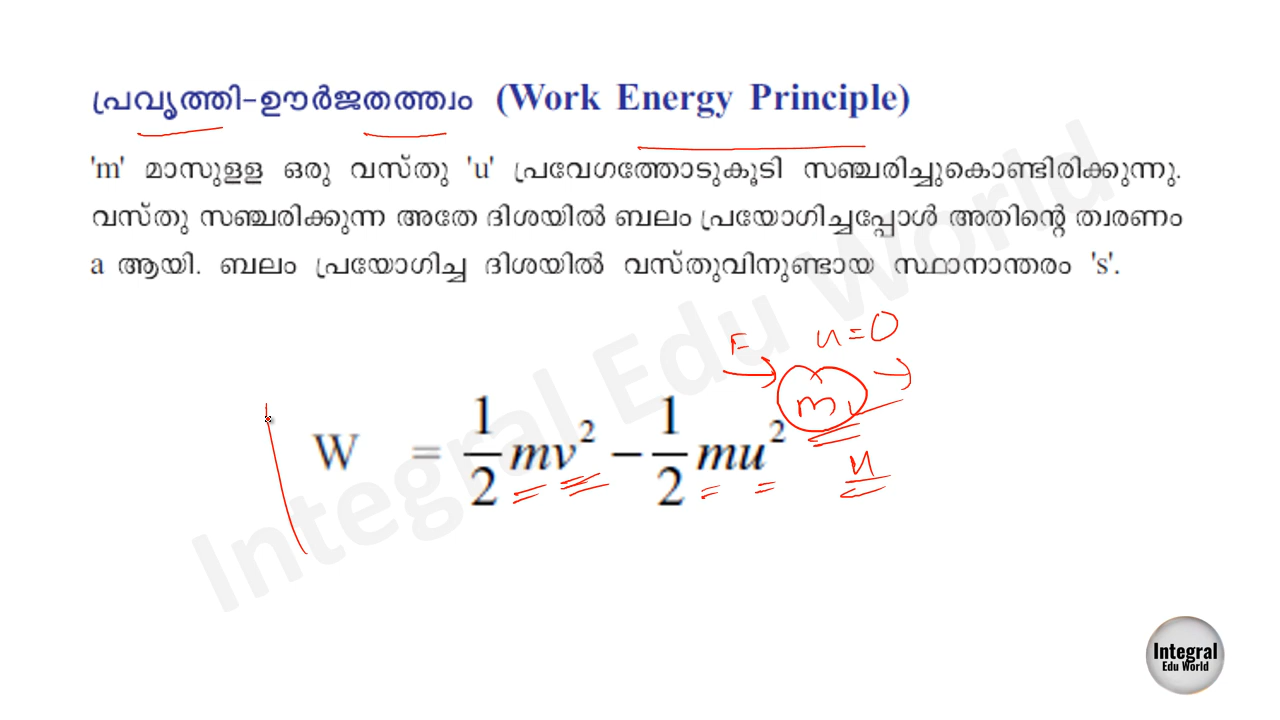 പ്രവൃത്തി-ഊർജതത്ത്വം (Work Energy Principle)
'm' മാസുളള ഒരു വസ്തു 'u' പ്രവേഗത്തോടുകൂടി സഞ്ചരിച്ചുകൊണ്ടിരിക്കുന്നു.
വസ്തു സഞ്ചരിക്കുന്ന അതേ ദിശയിൽ ബലം പ്രയോഗിച്ചപ്പോൾ അതിന്റെ ത്വരണം
a ആയി. ബലം പ്രയോഗിച്ച ദിശയിൽ വസ്തുവിനുണ്ടായ സ്ഥാനാന്തരം 's'.
F u=0
m
W = 1/2 mv² − 1/2 mu²
u
Integral Edu World
Integral
Edu World